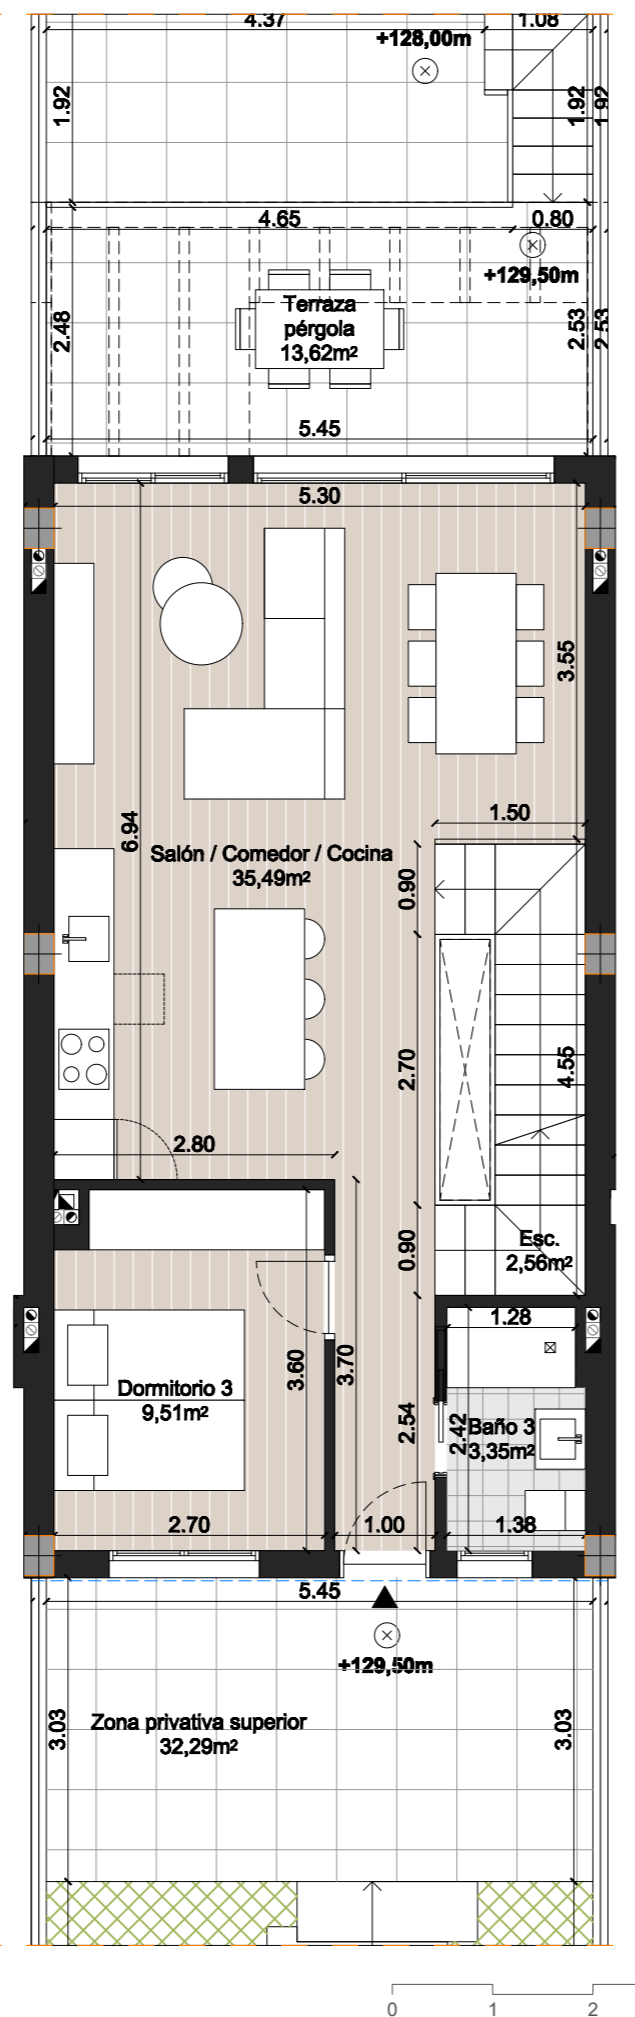 4.37
1.08
+128,00m
1.92
1.92
1.92
4.65
0.80
+129,50m
Terraza
pérgola
13,62m²
2.48
2.53
2.53
5.45
5.30
3.55
6.94
1.50
Salón / Comedor / Cocina
35,49m²
0.90
2.70
4.55
2.80
0.90
Esc.
2,56m²
1.28
3.60
3.70
Dormitorio 3
9,51m²
2.54
2.42
Baño 3
3,35m²
2.70
1.00
1.38
5.45
+129,50m
3.03
Zona privativa superior
32,29m²
3.03
0
1
2